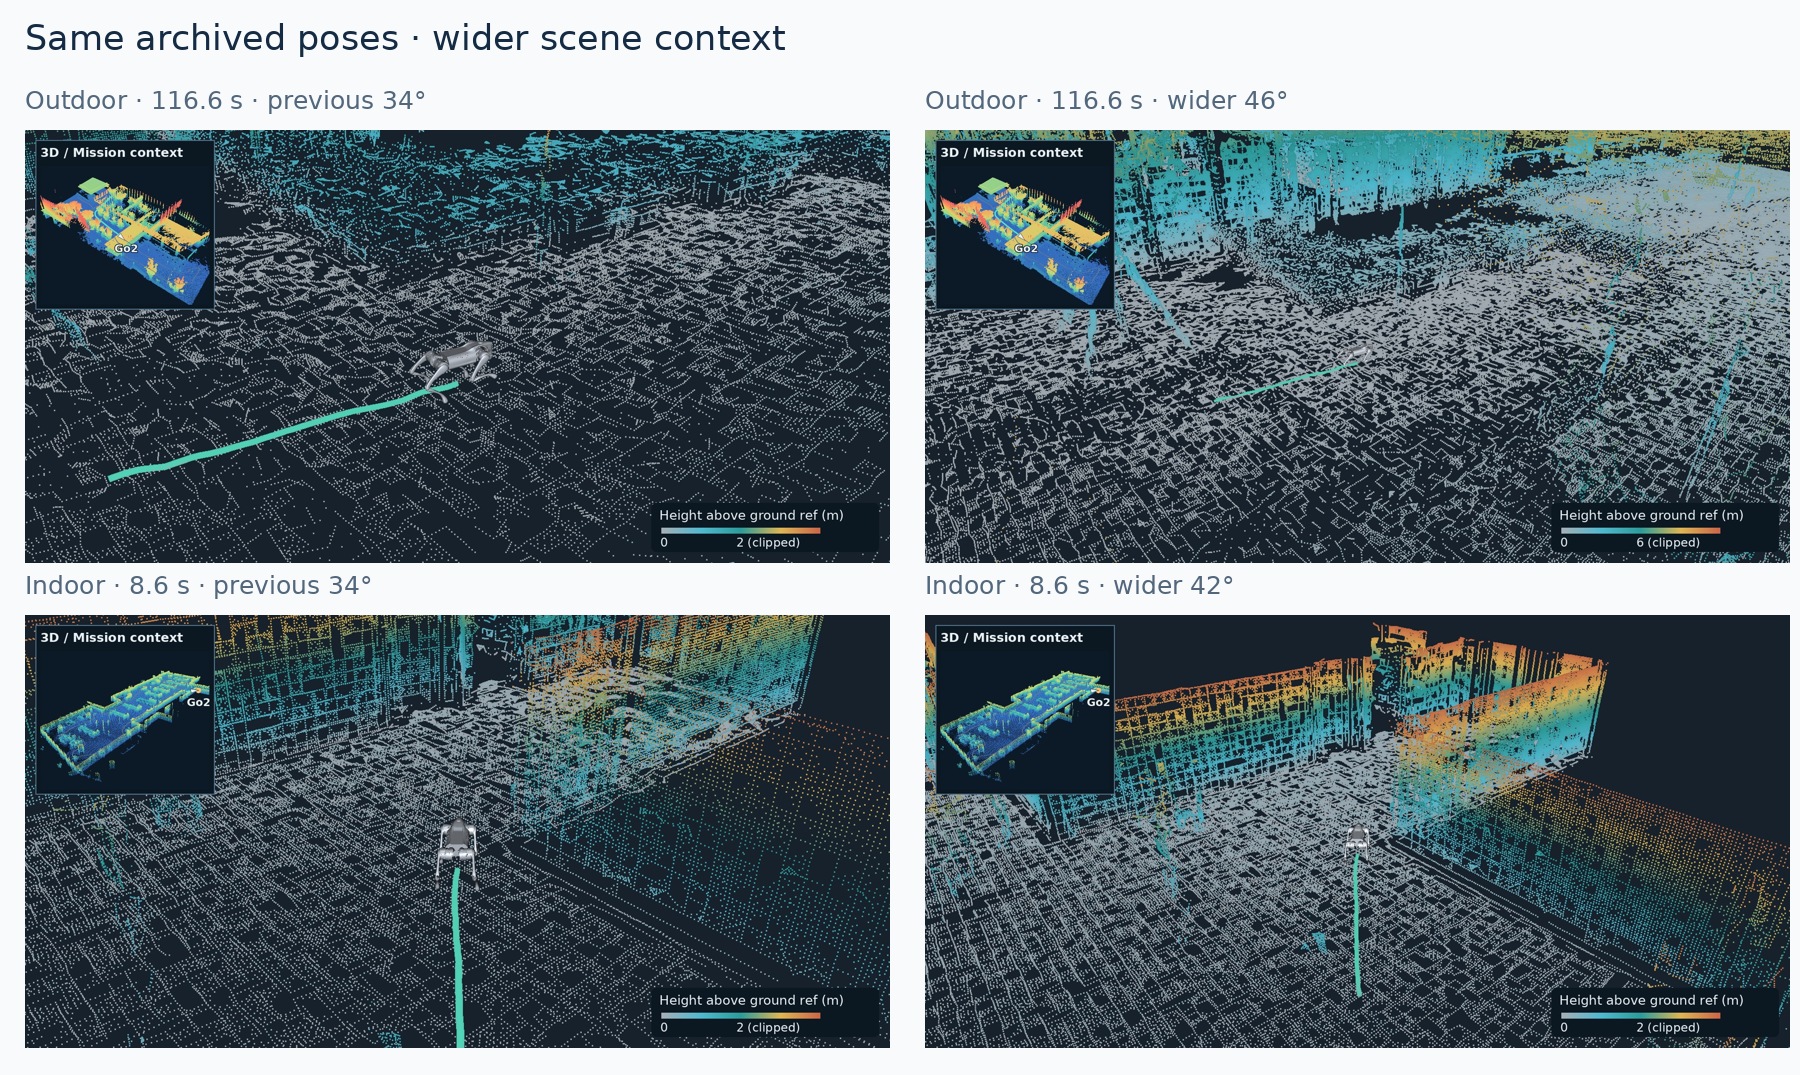 Same archived poses · wider scene context
Outdoor · 116.6 s · previous 34°
3D / Mission context
Go2
Height above ground ref (m)
0 2 (clipped)
Outdoor · 116.6 s · wider 46°
3D / Mission context
Go2
Height above ground ref (m)
0 6 (clipped)
Indoor · 8.6 s · previous 34°
3D / Mission context
Go2
Height above ground ref (m)
0 2 (clipped)
Indoor · 8.6 s · wider 42°
3D / Mission context
Go2
Height above ground ref (m)
0 2 (clipped)